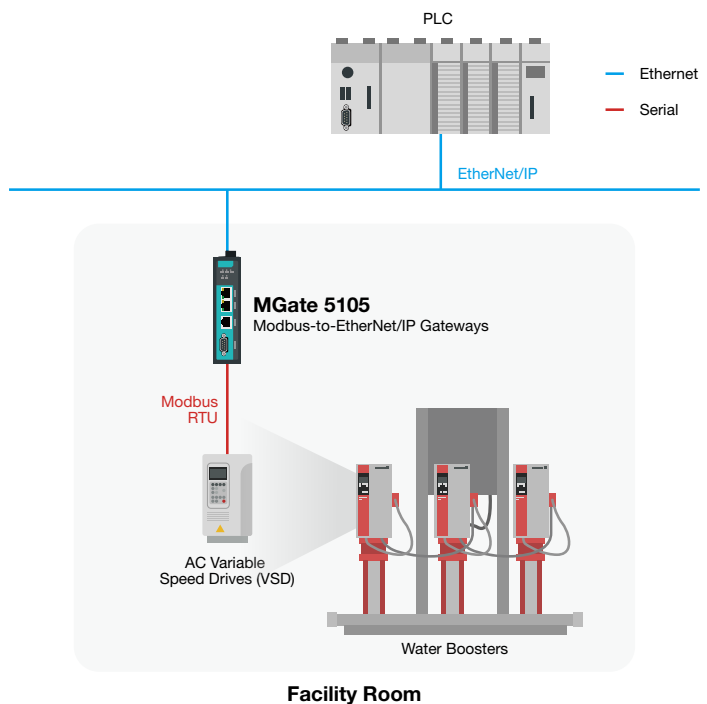 PLC
Ethernet
Serial
EtherNet/IP
MGate 5105
Modbus-to-EtherNet/IP Gateways
Modbus
RTU
AC Variable
Speed Drives (VSD)
Water Boosters
Facility Room